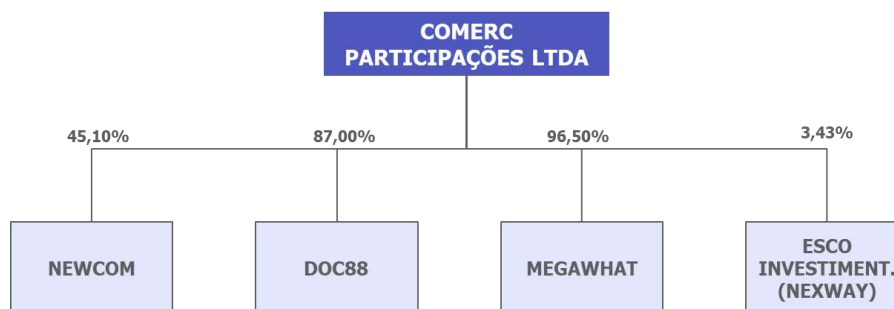 COMERC
PARTICIPAÇÕES LTDA
45,10%
87,00%
96,50%
3,43%
NEWCOM
DOC88
MEGAWHAT
ESCO
INVESTIMENT.
(NEXWAY)